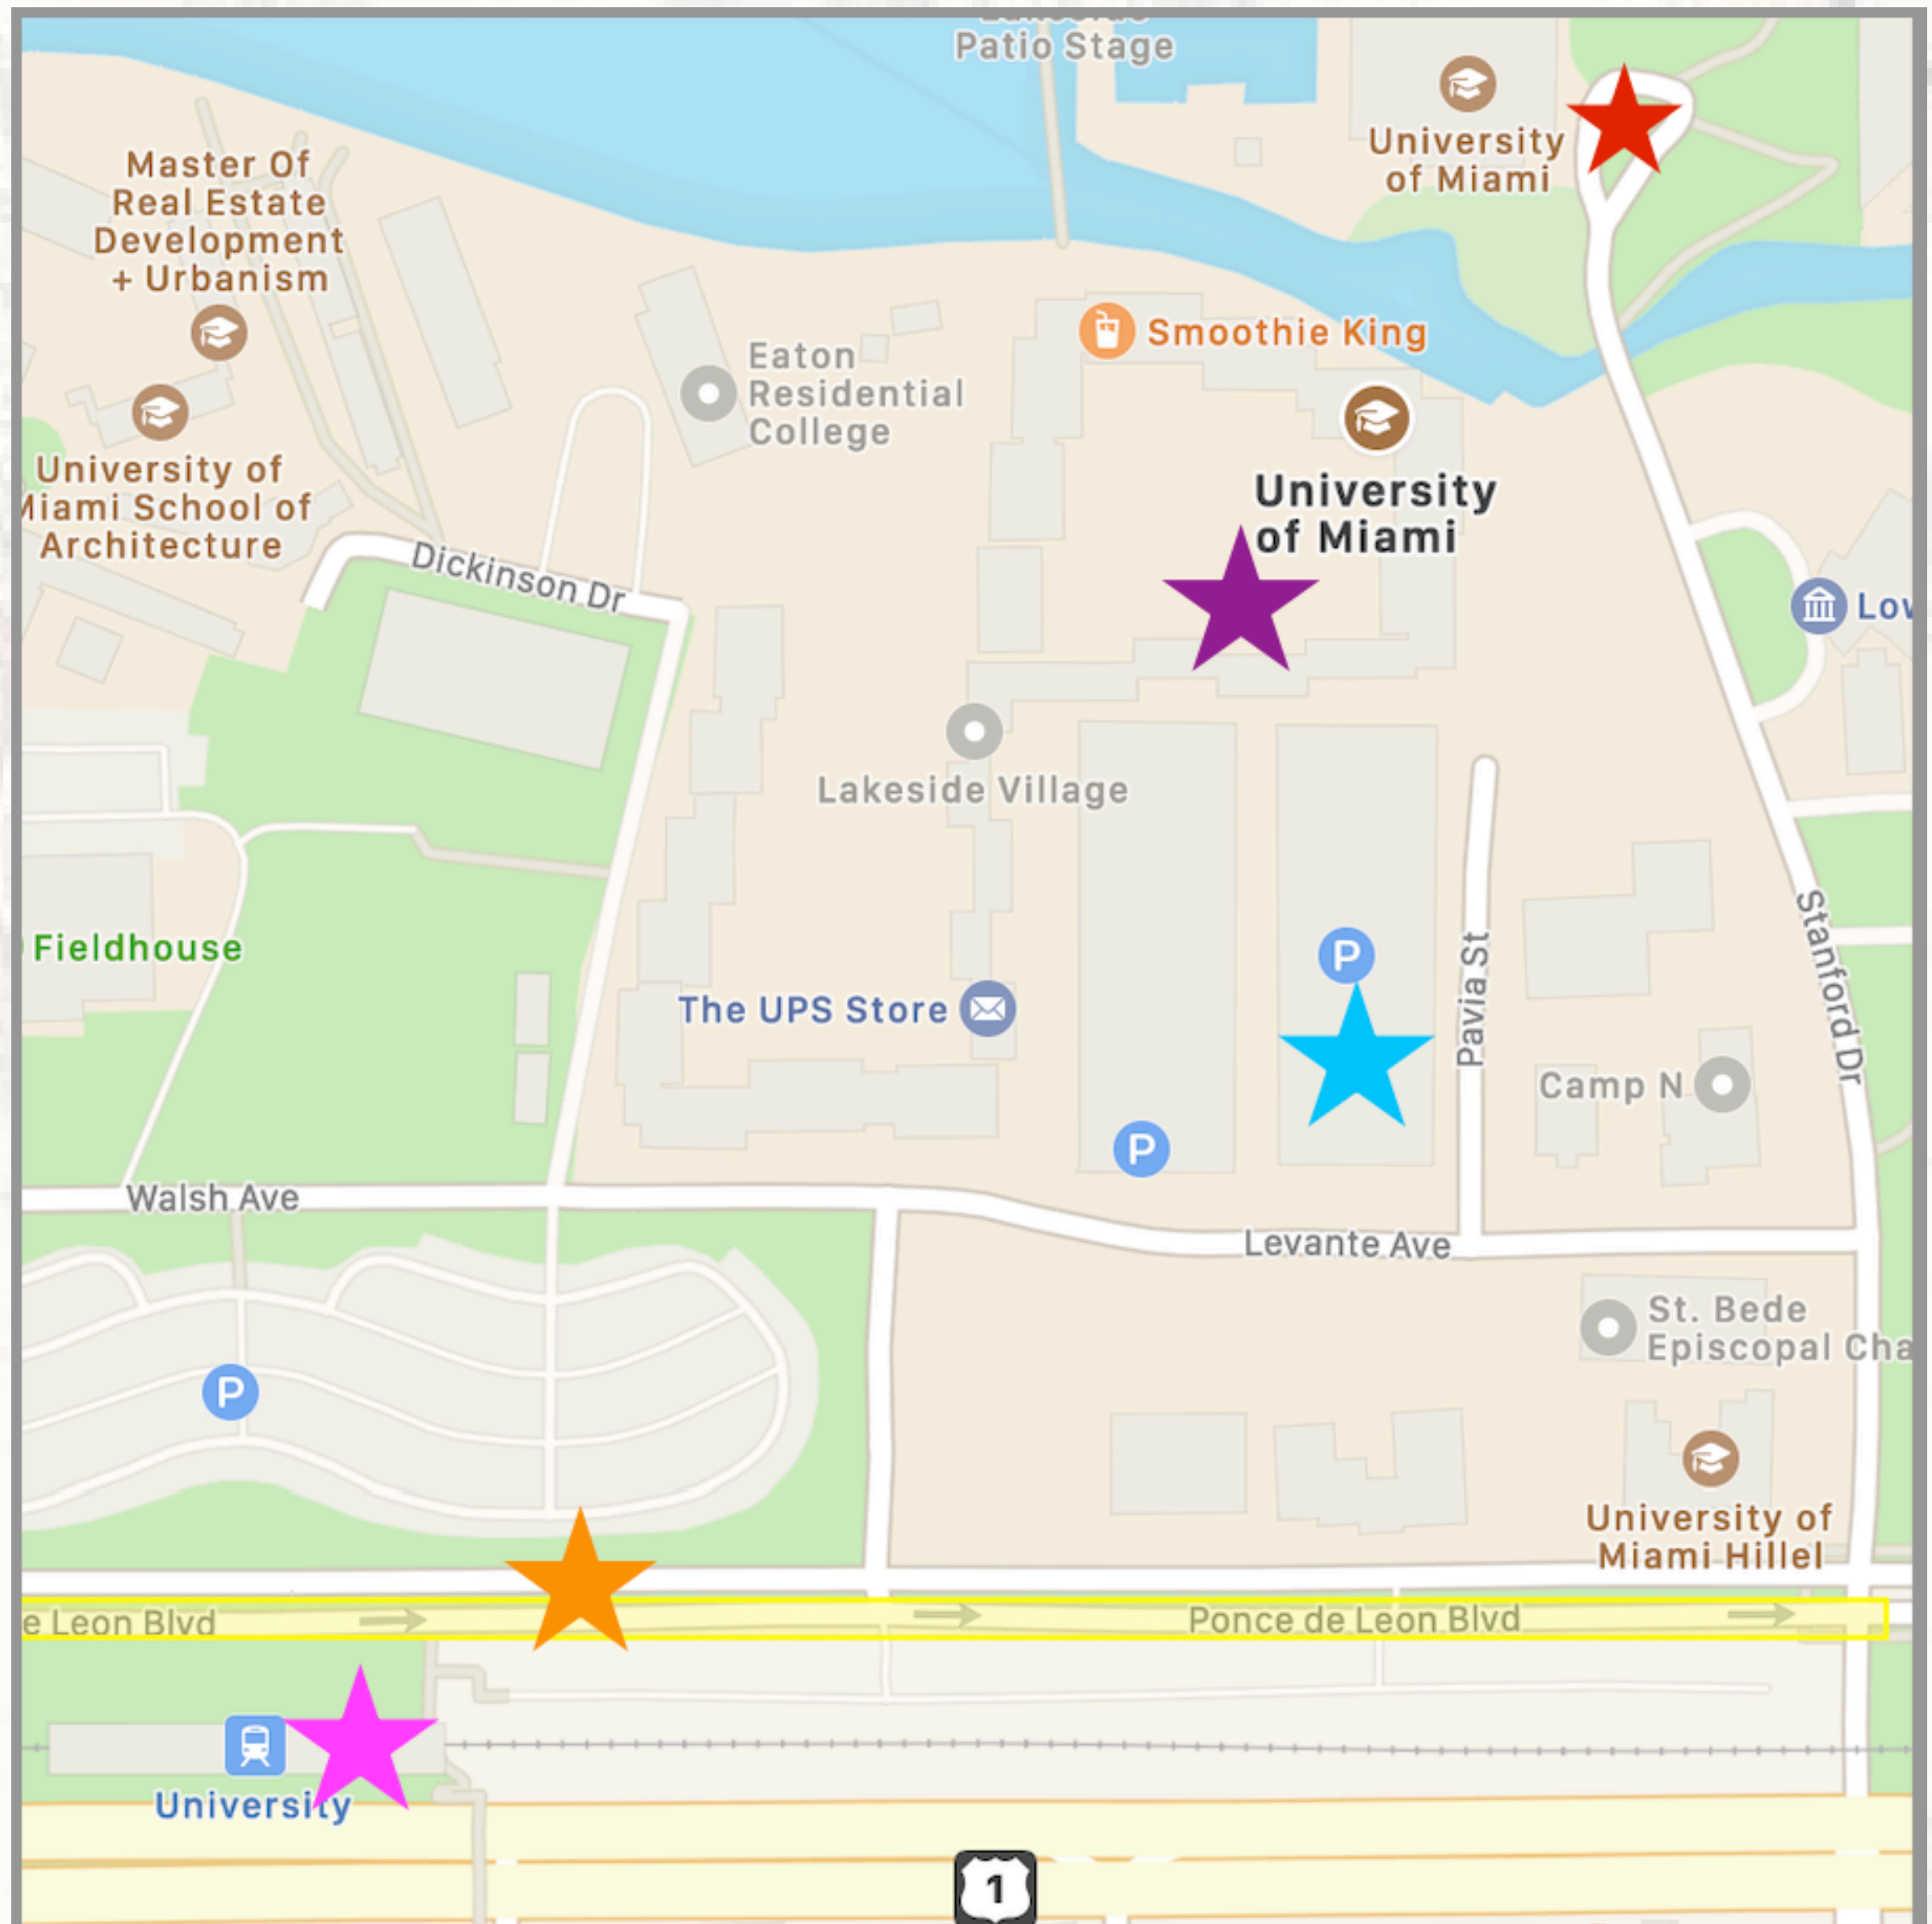 Patio Stage
University
of Miami
Master Of
Real Estate
Development
+ Urbanism
Smoothie King
Eaton
Residential
College
University of
Miami School of
Architecture
University
of Miami
Dickinson Dr
Low
Lakeside Village
Stanford Dr
Fieldhouse
P
Pavia St
The UPS Store
Camp N
P
Walsh Ave
Levante Ave
St. Bede
Episcopal Cha
P
University of
Miami Hillel
e Leon Blvd
Ponce de Leon Blvd
University
1